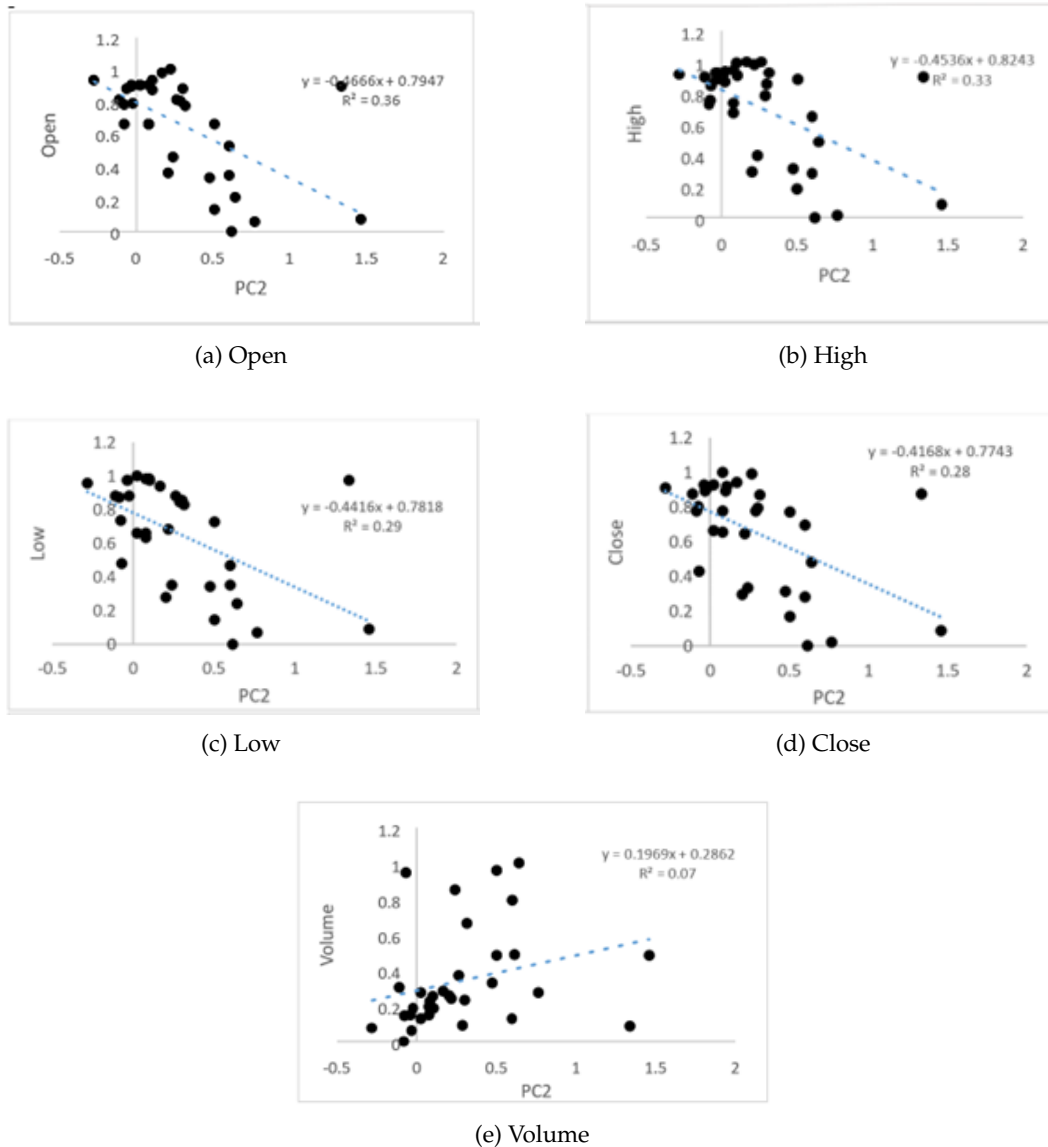 y = -0.4666x + 0.7947
R² = 0.36
1.2
1
0.8
0.6
0.4
0.2
0
-0.5 0 0.5 1 1.5 2
Open
PC2
(a) Open
y = -0.4536x + 0.8243
R² = 0.33
1.2
1
0.8
0.6
0.4
0.2
0
-0.5 0 0.5 1 1.5 2
High
PC2
(b) High
y = -0.4416x + 0.7818
R² = 0.29
1.2
1
0.8
0.6
0.4
0.2
0
-0.5 0 0.5 1 1.5 2
Low
PC2
(c) Low
y = -0.4168x + 0.7743
R² = 0.28
1.2
1
0.8
0.6
0.4
0.2
0
-0.5 0 0.5 1 1.5 2
Close
PC2
(d) Close
y = 0.1969x + 0.2862
R² = 0.07
1.2
1
0.8
0.6
0.4
0.2
0
-0.5 0 0.5 1 1.5 2
Volume
PC2
(e) Volume